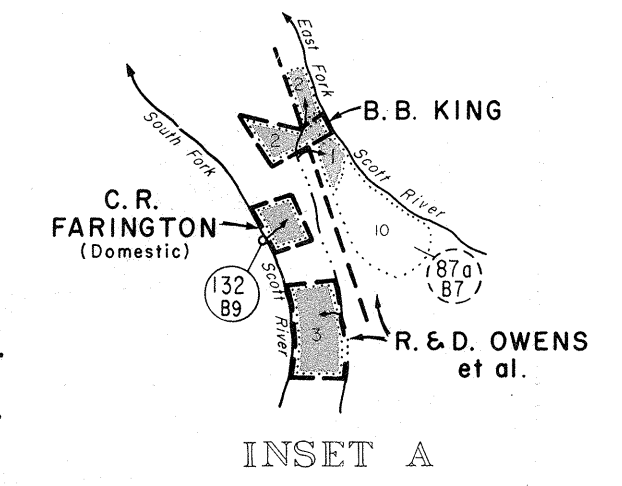 East Fork
2
B. B. KING
South Fork
2
1
Scott River
C. R.
FARINGTON
(Domestic)
10
87a
B7
132
B9
Scott River
3
R. & D. OWENS
et al.
INSET A